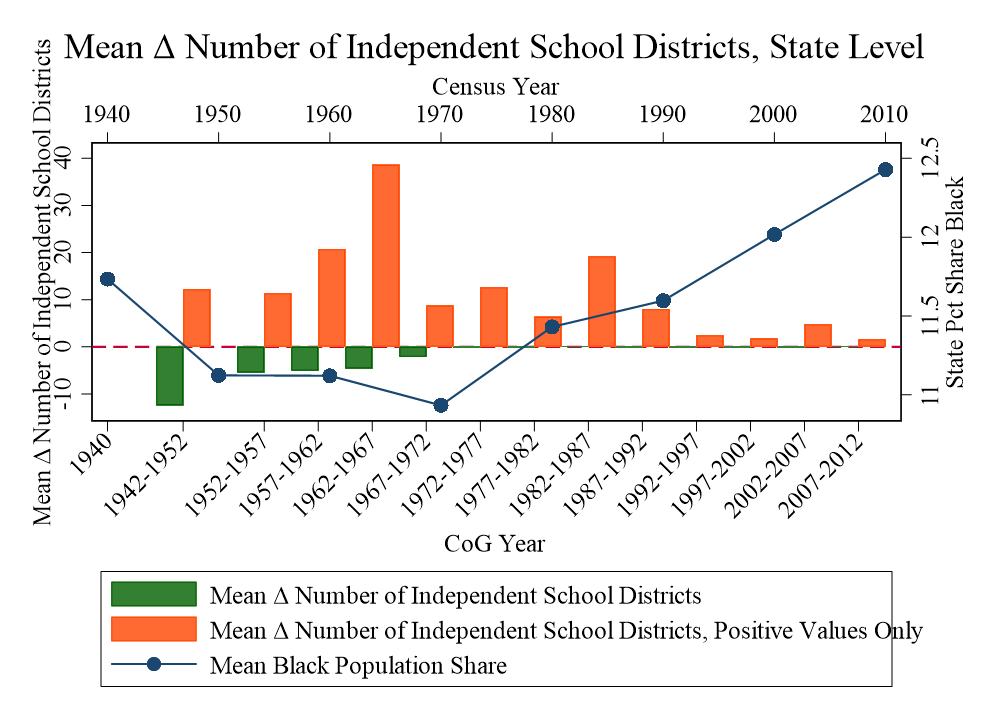 Mean Δ Number of Independent School Districts, State Level
Census Year
1940 1950 1960 1970 1980 1990 2000 2010
Mean Δ Number of Independent School Districts
40
30
20
10
0
-10
12.5
12
11.5
11
State Pct Share Black
1940 1942-1952 1952-1957 1957-1962 1962-1967 1967-1972 1972-1977 1977-1982 1982-1987 1987-1992 1992-1997 1997-2002 2002-2007 2007-2012
CoG Year
Mean Δ Number of Independent School Districts
Mean Δ Number of Independent School Districts, Positive Values Only
Mean Black Population Share